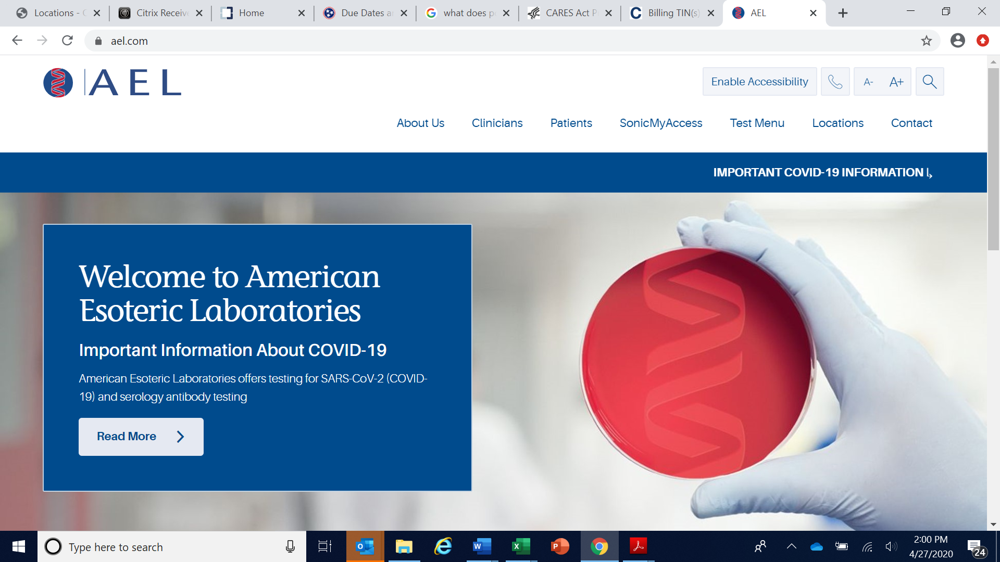 Locations -
Citrix Receive
Home
Due Dates a
what does p
CARES Act P
Billing TIN(s)
AEL
ael.com
AEL
Enable Accessibility
A-
A+
About Us
Clinicians
Patients
SonicMyAccess
Test Menu
Locations
Contact
IMPORTANT COVID-19 INFORMATION
Welcome to American
Esoteric Laboratories
Important Information About COVID-19
American Esoteric Laboratories offers testing for SARS-CoV-2 (COVID-
19) and serology antibody testing
Read More
Type here to search
2:00 PM
4/27/2020
24